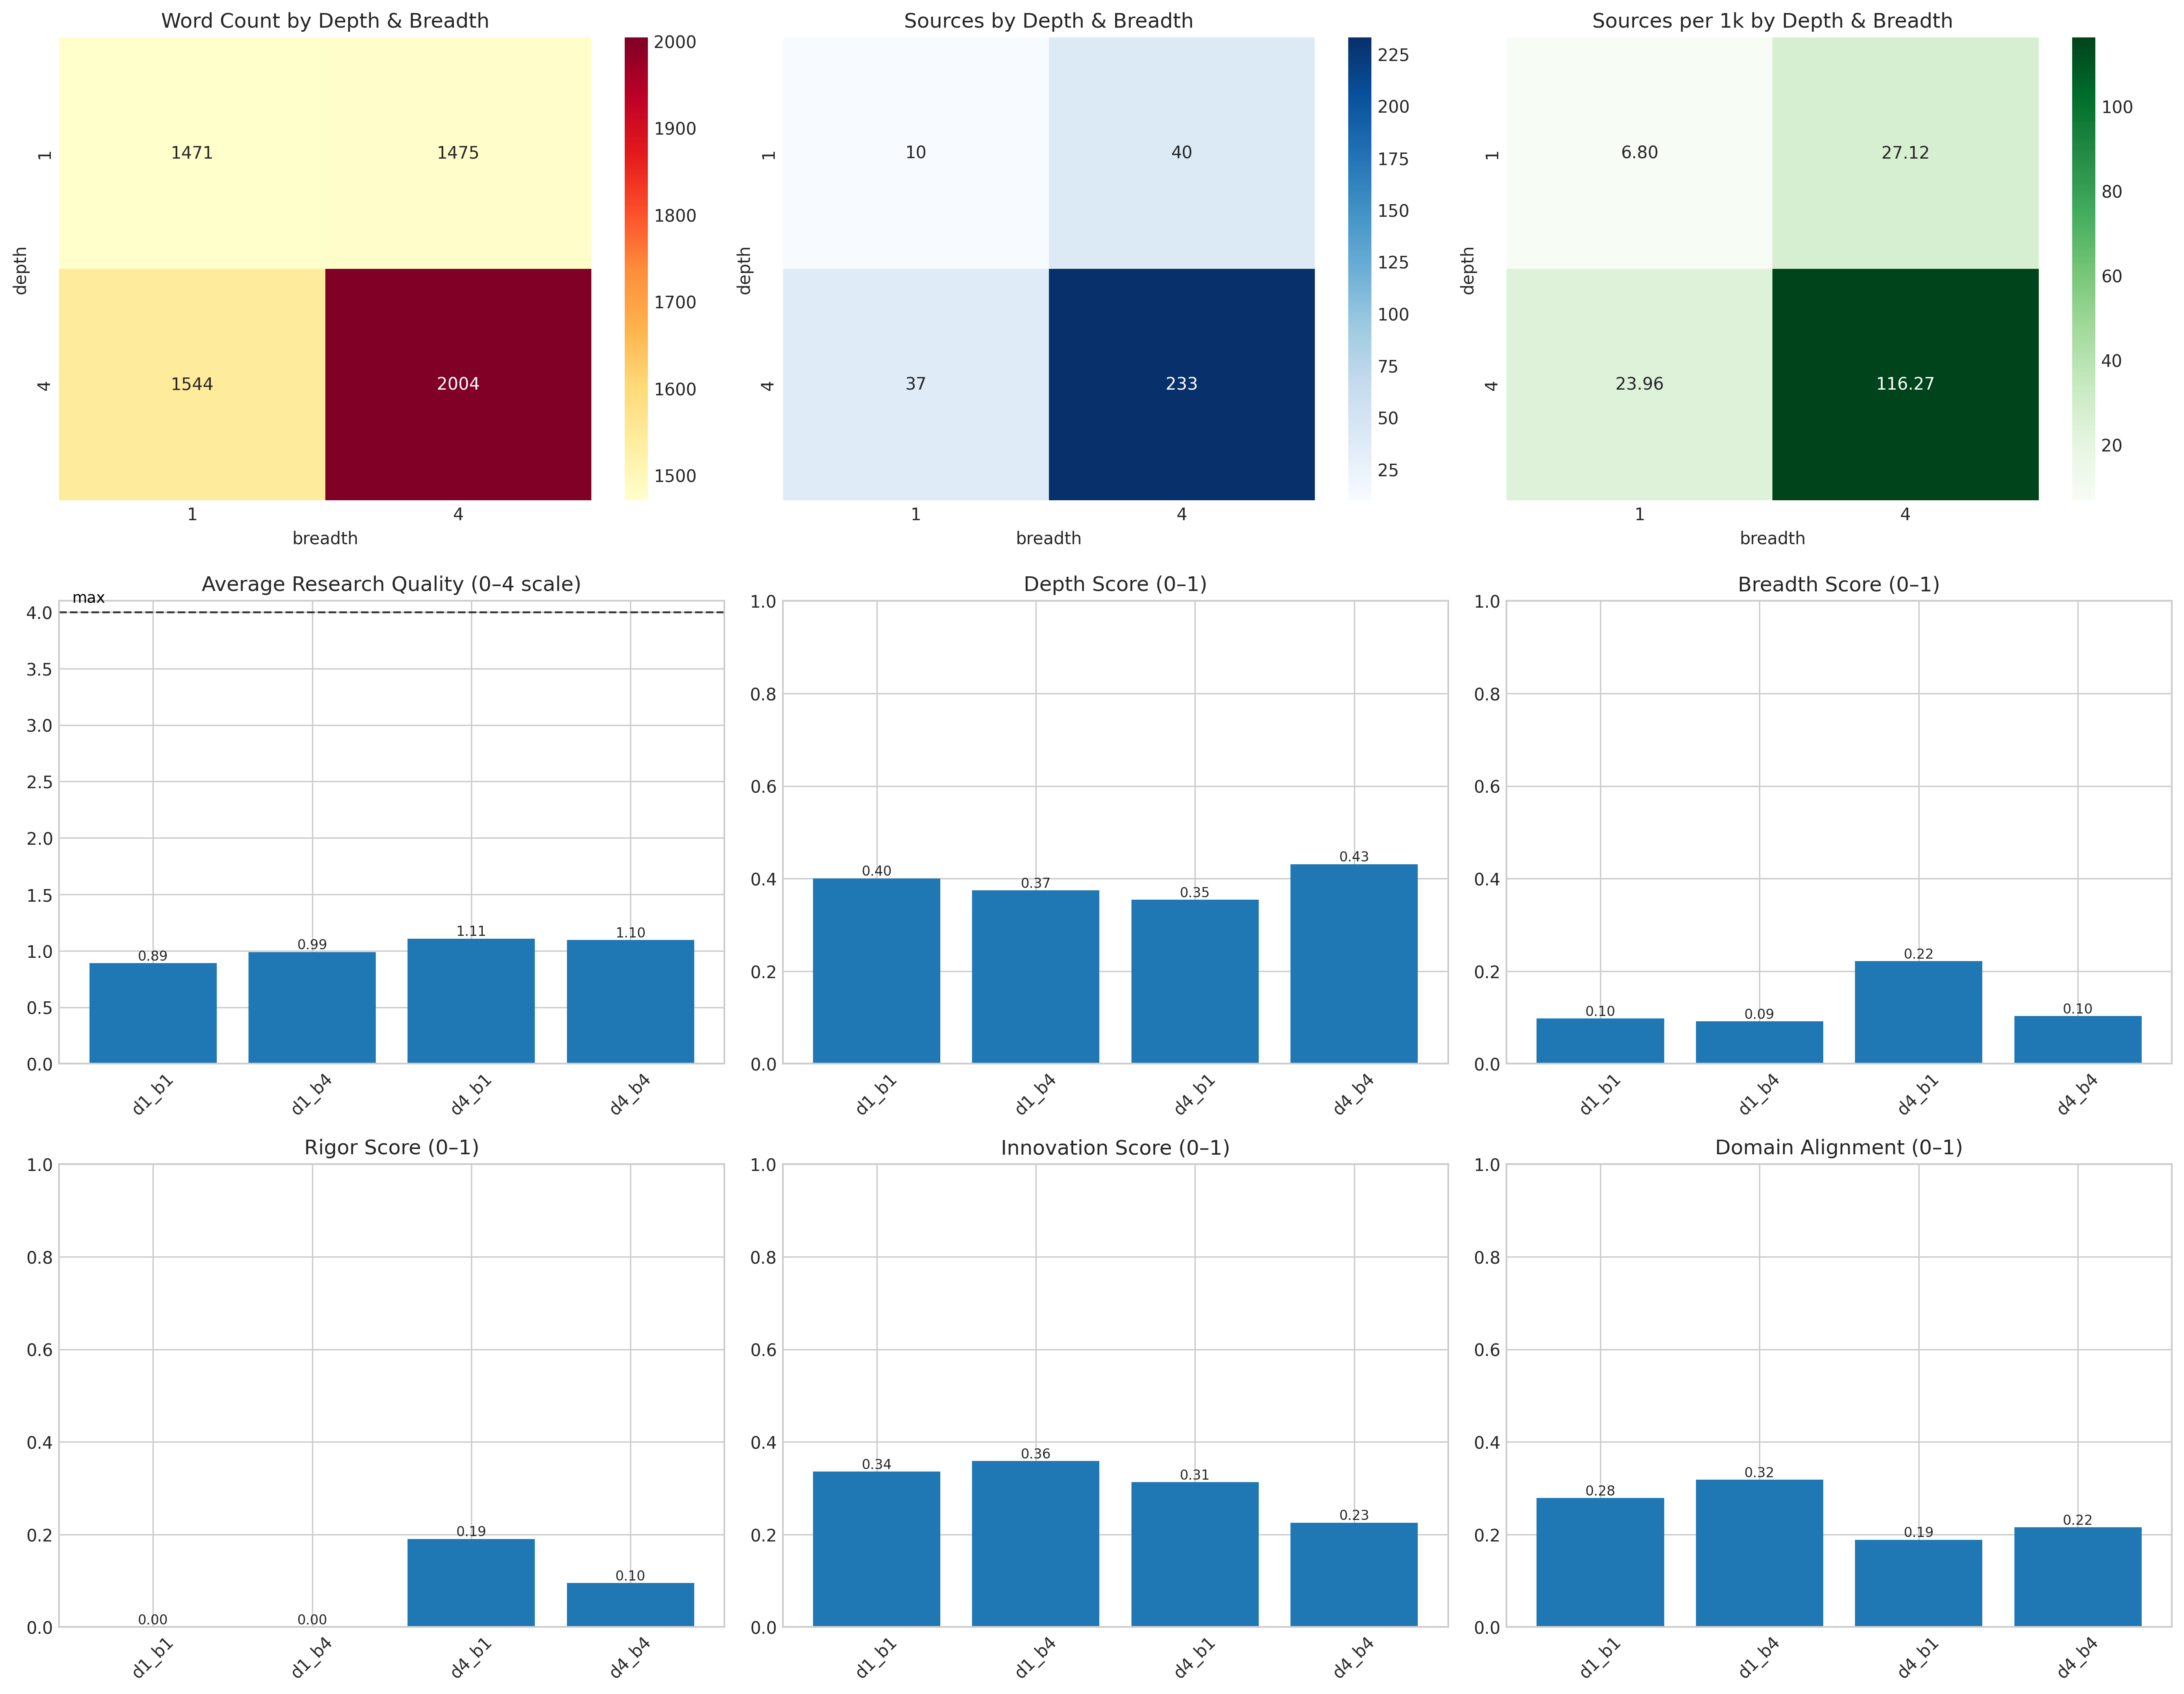 Word Count by Depth & Breadth
1471
1475
1544
2004
1
4
depth
1
4
breadth
2000
1900
1800
1700
1600
1500
Sources by Depth & Breadth
10
40
37
233
1
4
depth
1
4
breadth
225
200
175
150
125
100
75
50
25
Sources per 1k by Depth & Breadth
6.80
27.12
23.96
116.27
1
4
depth
1
4
breadth
100
80
60
40
20
Average Research Quality (0–4 scale)
max
4.0
3.5
3.0
2.5
2.0
1.5
1.0
0.5
0.0
0.89
0.99
1.11
1.10
d1_b1
d1_b4
d4_b1
d4_b4
Depth Score (0–1)
1.0
0.8
0.6
0.4
0.2
0.0
0.40
0.37
0.35
0.43
d1_b1
d1_b4
d4_b1
d4_b4
Breadth Score (0–1)
1.0
0.8
0.6
0.4
0.2
0.0
0.10
0.09
0.22
0.10
d1_b1
d1_b4
d4_b1
d4_b4
Rigor Score (0–1)
1.0
0.8
0.6
0.4
0.2
0.0
0.00
0.00
0.19
0.10
d1_b1
d1_b4
d4_b1
d4_b4
Innovation Score (0–1)
1.0
0.8
0.6
0.4
0.2
0.0
0.34
0.36
0.31
0.23
d1_b1
d1_b4
d4_b1
d4_b4
Domain Alignment (0–1)
1.0
0.8
0.6
0.4
0.2
0.0
0.28
0.32
0.19
0.22
d1_b1
d1_b4
d4_b1
d4_b4